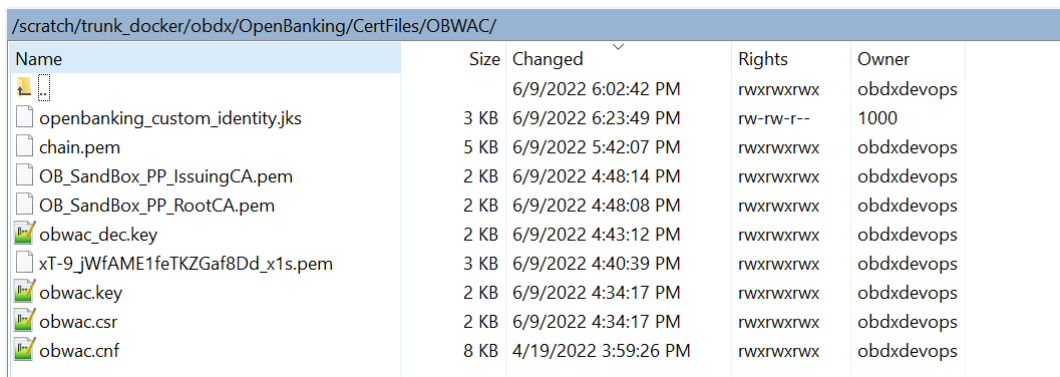 /scratch/trunk_docker/obdx/OpenBanking/CertFiles/OBWAC/
Name Size Changed Rights Owner
.. 6/9/2022 6:02:42 PM rwxrwxrwx obdxdevops
openbanking_custom_identity.jks 3 KB 6/9/2022 6:23:49 PM rw-rw-r-- 1000
chain.pem 5 KB 6/9/2022 5:42:07 PM rwxrwxrwx obdxdevops
OB_SandBox_PP_IssuingCA.pem 2 KB 6/9/2022 4:48:14 PM rwxrwxrwx obdxdevops
OB_SandBox_PP_RootCA.pem 2 KB 6/9/2022 4:48:08 PM rwxrwxrwx obdxdevops
obwac_dec.key 2 KB 6/9/2022 4:43:12 PM rwxrwxrwx obdxdevops
xT-9_jWfAME1feTKZGaf8Dd_x1s.pem 3 KB 6/9/2022 4:40:39 PM rwxrwxrwx obdxdevops
obwac.key 2 KB 6/9/2022 4:34:17 PM rwxrwxrwx obdxdevops
obwac.csr 2 KB 6/9/2022 4:34:17 PM rwxrwxrwx obdxdevops
obwac.cnf 8 KB 4/19/2022 3:59:26 PM rwxrwxrwx obdxdevops